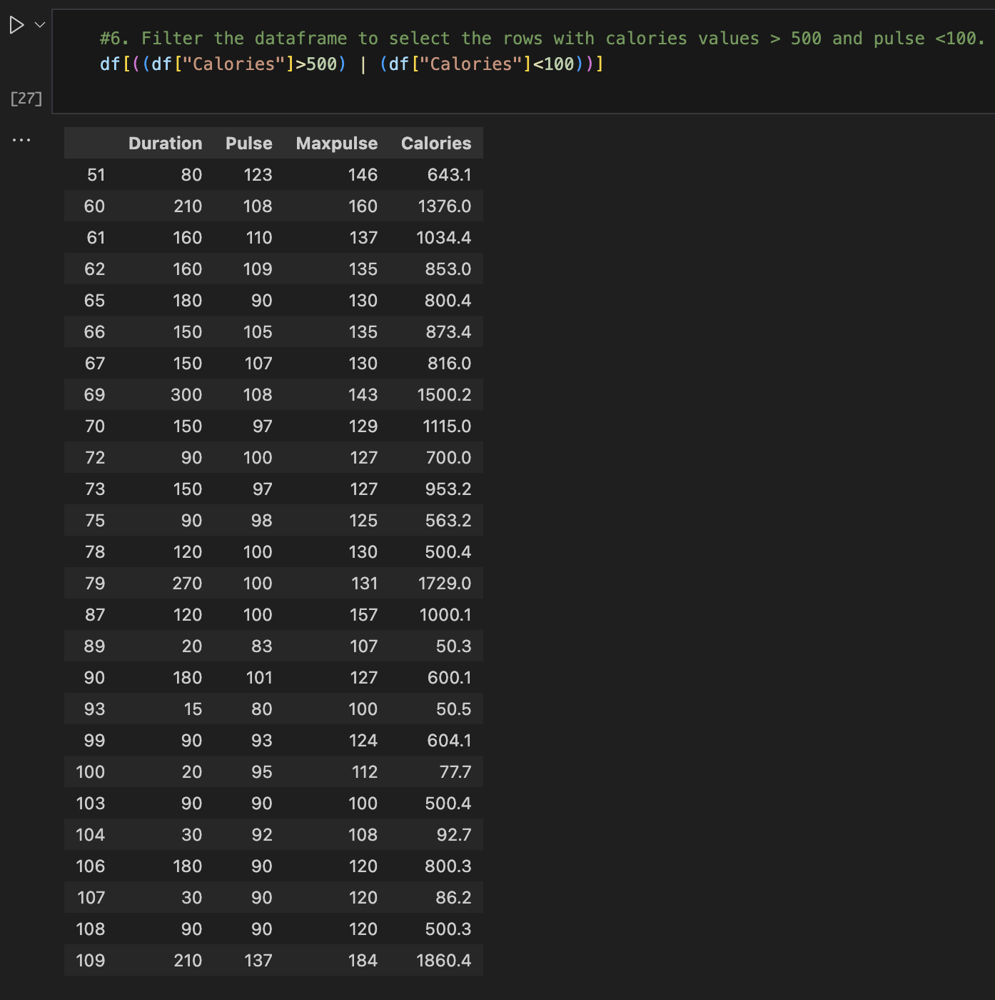 #6. Filter the dataframe to select the rows with calories values > 500 and pulse <100.
df[((df["Calories"]>500) | (df["Calories"]<100))]
[27]
...
Duration Pulse Maxpulse Calories
51 80 123 146 643.1
60 210 108 160 1376.0
61 160 110 137 1034.4
62 160 109 135 853.0
65 180 90 130 800.4
66 150 105 135 873.4
67 150 107 130 816.0
69 300 108 143 1500.2
70 150 97 129 1115.0
72 90 100 127 700.0
73 150 97 127 953.2
75 90 98 125 563.2
78 120 100 130 500.4
79 270 100 131 1729.0
87 120 100 157 1000.1
89 20 83 107 50.3
90 180 101 127 600.1
93 15 80 100 50.5
99 90 93 124 604.1
100 20 95 112 77.7
103 90 90 100 500.4
104 30 92 108 92.7
106 180 90 120 800.3
107 30 90 120 86.2
108 90 90 120 500.3
109 210 137 184 1860.4